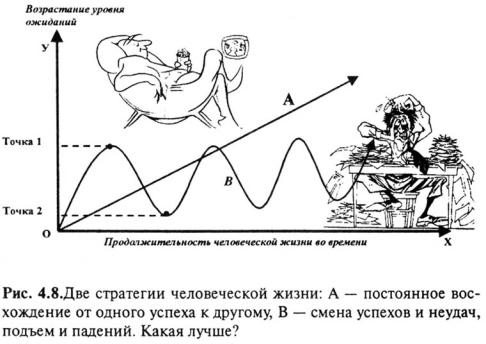 Возрастание уровня
ожиданий
У
А
Точка 1
В
Точка 2
О
Продолжительность человеческой жизни во времени
Х
Рис. 4.8.Две стратегии человеческой жизни: А — постоянное вос-
хождение от одного успеха к другому, В — смена успехов и неудач,
подъем и падений. Какая лучше?